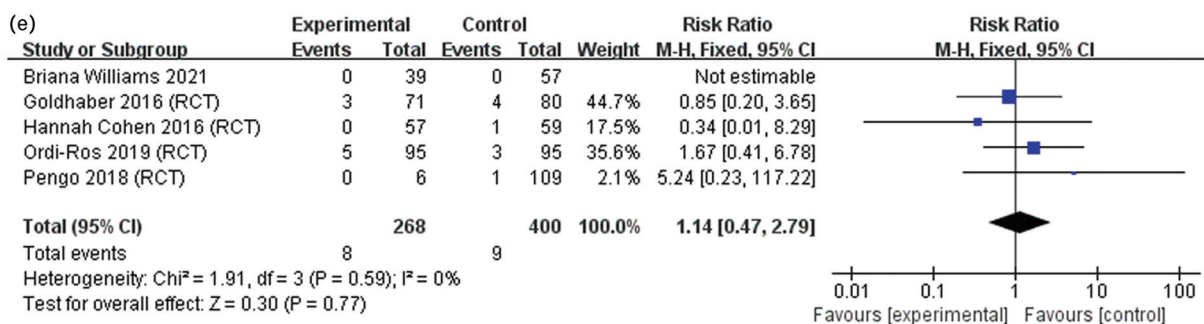 (e)
Experimental Control Risk Ratio Risk Ratio
Study or Subgroup Events Total Events Total Weight M-H, Fixed, 95% CI M-H, Fixed, 95% CI
Briana Williams 2021 0 39 0 57 Not estimable
Goldhaber 2016 (RCT) 3 71 4 80 44.7% 0.85 [0.20, 3.65]
Hannah Cohen 2016 (RCT) 0 57 1 59 17.5% 0.34 [0.01, 8.29]
Ordi-Ros 2019 (RCT) 5 95 3 95 35.6% 1.67 [0.41, 6.78]
Pengo 2018 (RCT) 0 6 1 109 2.1% 5.24 [0.23, 117.22]
Total (95% CI) 268 400 100.0% 1.14 [0.47, 2.79]
Total events 8 9
Heterogeneity: Chi² = 1.91, df = 3 (P = 0.59); I² = 0%
Test for overall effect: Z = 0.30 (P = 0.77)
0.01 0.1 1 10 100
Favours [experimental] Favours [control]